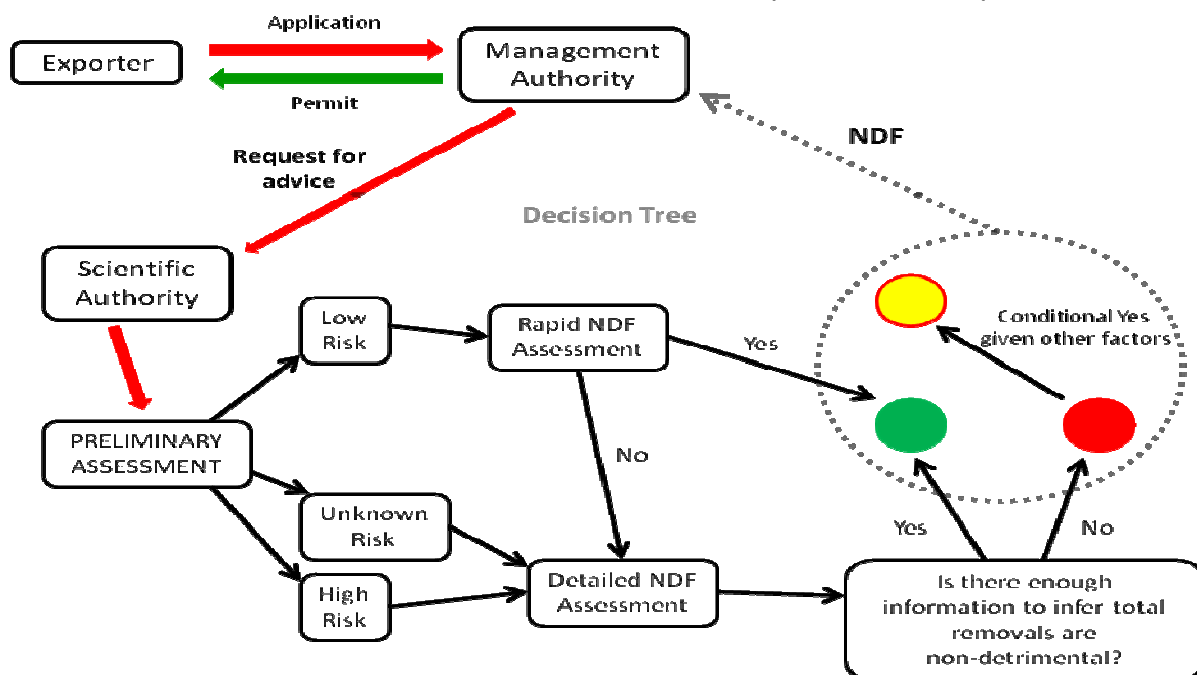 Application
Exporter
Management
Authority
Permit
NDF
Request for
advice
Decision Tree
Scientific
Authority
Low
Risk
Rapid NDF
Assessment
Yes
Conditional Yes
given other factors
PRELIMINARY
ASSESSMENT
No
Unknown
Risk
Yes
No
High
Risk
Detailed NDF
Assessment
Is there enough
information to infer total
removals are
non-detrimental?